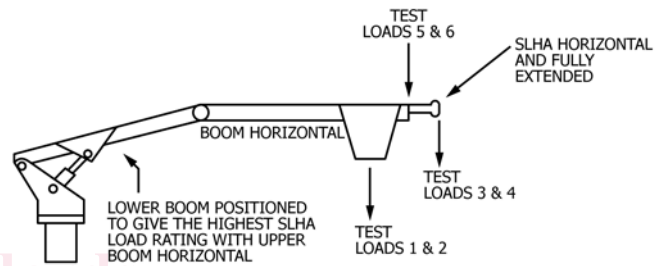 TEST
LOADS 5 & 6
SLHA HORIZONTAL
AND FULLY
EXTENDED
BOOM HORIZONTAL
TEST
LOADS 3 & 4
LOWER BOOM POSITIONED
TO GIVE THE HIGHEST SLHA
LOAD RATING WITH UPPER
BOOM HORIZONTAL
TEST
LOADS 1 & 2